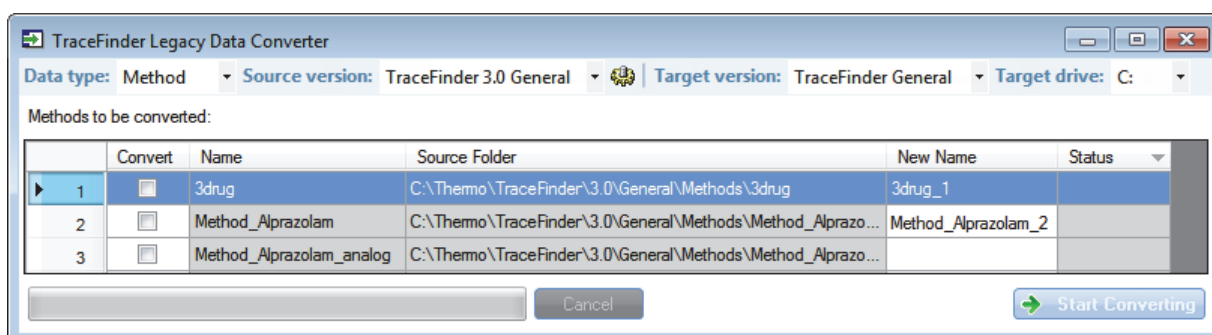 TraceFinder Legacy Data Converter
Data type: Method Source version: TraceFinder 3.0 General Target version: TraceFinder General Target drive: C:
Methods to be converted:
Convert Name Source Folder New Name Status
1 3drug C:\Thermo\TraceFinder\3.0\General\Methods\3drug 3drug_1
2 Method_Alprazolam C:\Thermo\TraceFinder\3.0\General\Methods\Method_Alprazo... Method_Alprazolam_2
3 Method_Alprazolam_analog C:\Thermo\TraceFinder\3.0\General\Methods\Method_Alprazo...
Cancel Start Converting